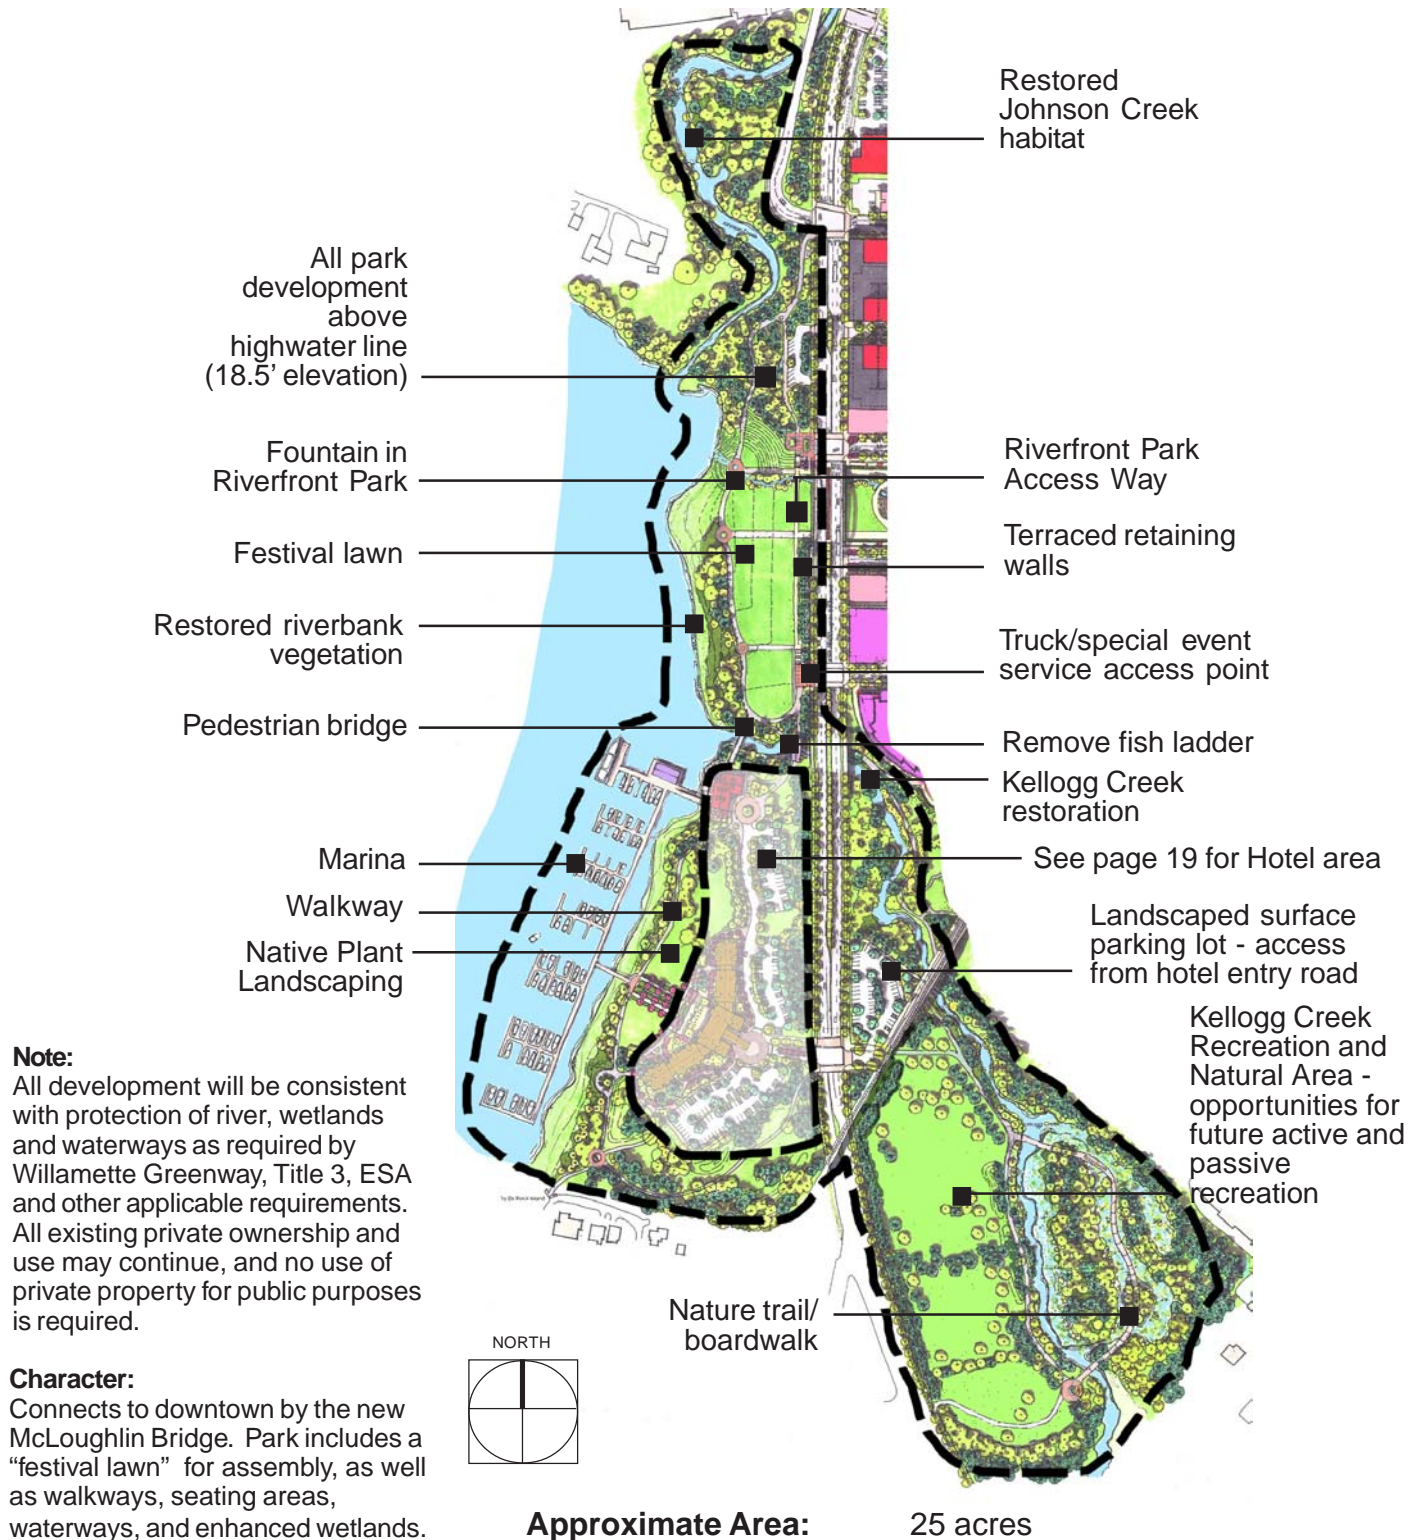 Restored
Johnson Creek
habitat
All park
development
above
highwater line
(18.5’ elevation)
Fountain in
Riverfront Park
Riverfront Park
Access Way
Festival lawn
Terraced retaining
walls
Restored riverbank
vegetation
Truck/special event
service access point
Pedestrian bridge
Remove fish ladder
Kellogg Creek
restoration
Marina
See page 19 for Hotel area
Walkway
Landscaped surface
parking lot - access
from hotel entry road
Native Plant
Landscaping
Kellogg Creek
Recreation and
Natural Area -
opportunities for
future active and
passive
recreation
Note:
All development will be consistent
with protection of river, wetlands
and waterways as required by
Willamette Greenway, Title 3, ESA
and other applicable requirements.
All existing private ownership and
use may continue, and no use of
private property for public purposes
is required.
Nature trail/
boardwalk
NORTH
Character:
Connects to downtown by the new
McLoughlin Bridge.  Park includes a
“festival lawn”  for assembly, as well
as walkways, seating areas,
waterways, and enhanced wetlands.
Approximate Area: 25 acres